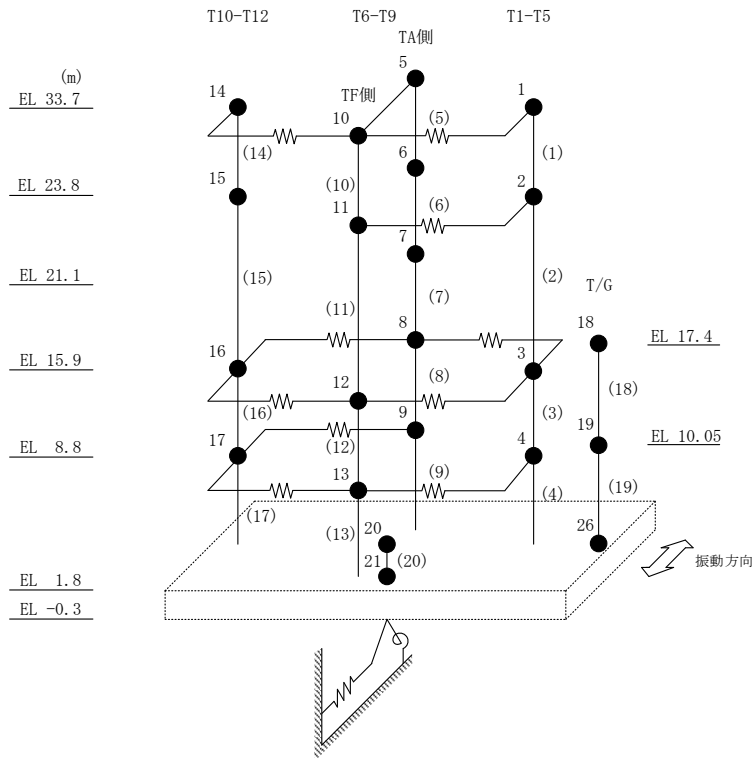 T10-T12 T6-T9 T1-T5
TA側
(m)
5
EL 33.7
14
TF側
1
10
(5)
(14)
(1)
6
EL 23.8
15
(10)
2
11
(6)
7
EL 21.1
(15)
(2)
T/G
(11)
(7)
8
18
EL 17.4
EL 15.9
16
3
12
(8)
(18)
(16)
(3)
9
19
EL 10.05
EL 8.8
17
(12)
4
13
(9)
(19)
(4)
(17)
(13)
20
26
21
(20)
振動方向
EL 1.8
EL -0.3